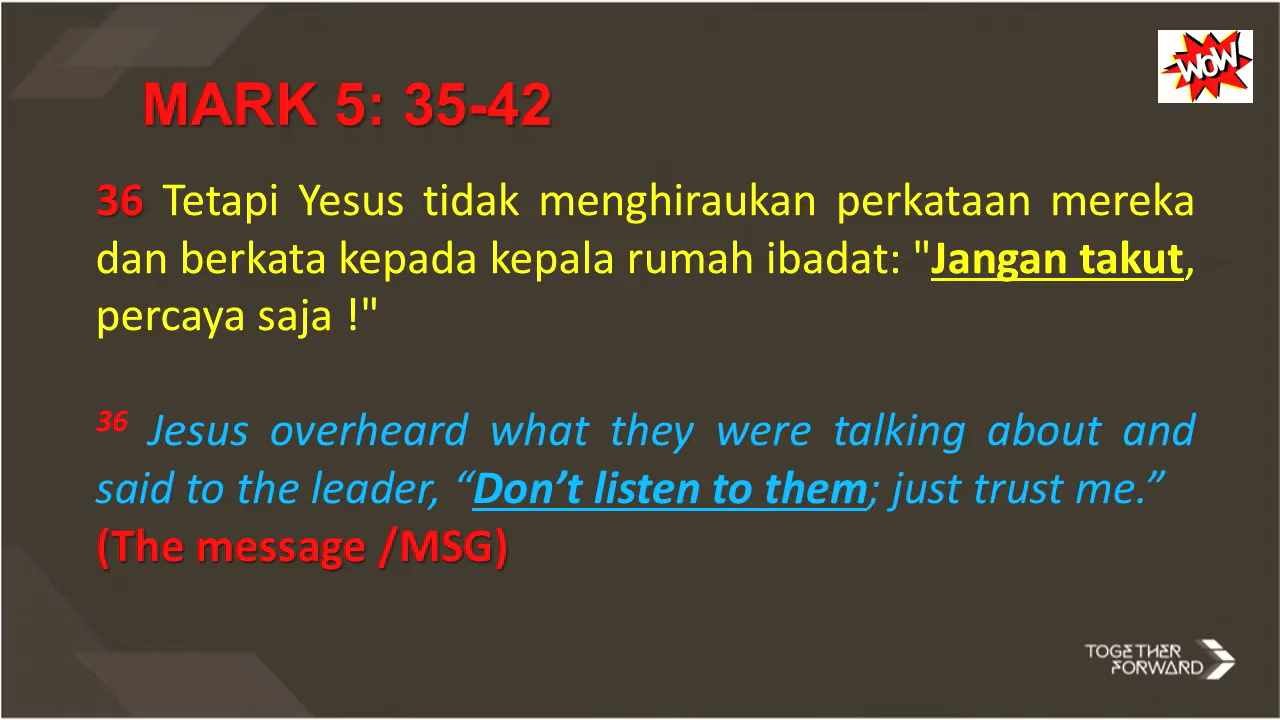 WOW
MARK 5: 35-42
36 Tetapi Yesus tidak menghiraukan perkataan mereka
dan berkata kepada kepala rumah ibadat: "Jangan takut,
percaya saja !"
36 Jesus overheard what they were talking about and
said to the leader, “Don’t listen to them; just trust me.”
(The message /MSG)
TOGETHER
FORWARD